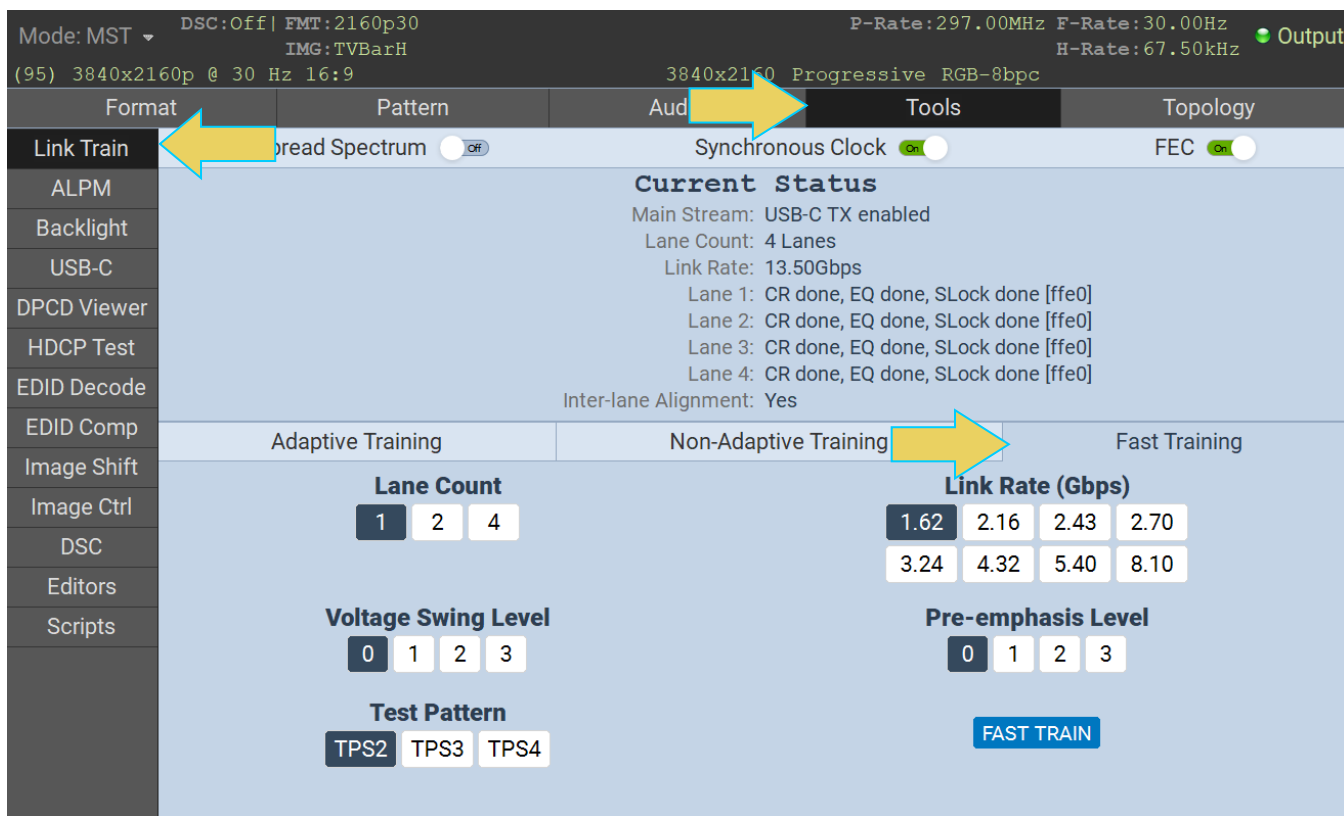 Mode: MST DSC:Off| FMT:2160p30 P-Rate:297.00MHz F-Rate:30.00Hz
IMG:TVBarH H-Rate:67.50kHz Output
(95) 3840x2160p @ 30 Hz 16:9 3840x2160 Progressive RGB-8bpc
Format Pattern Aud Tools Topology
Link Train pread Spectrum Off Synchronous Clock On FEC On
ALPM
Backlight
USB-C
DPCD Viewer
HDCP Test
EDID Decode
EDID Comp
Image Shift
Image Ctrl
DSC
Editors
Scripts
Current Status
Main Stream: USB-C TX enabled
Lane Count: 4 Lanes
Link Rate: 13.50Gbps
Lane 1: CR done, EQ done, SLock done [ffe0]
Lane 2: CR done, EQ done, SLock done [ffe0]
Lane 3: CR done, EQ done, SLock done [ffe0]
Lane 4: CR done, EQ done, SLock done [ffe0]
Inter-lane Alignment: Yes
Adaptive Training Non-Adaptive Training Fast Training
Lane Count
1 2 4
Link Rate (Gbps)
1.62 2.16 2.43 2.70
3.24 4.32 5.40 8.10
Voltage Swing Level
0 1 2 3
Pre-emphasis Level
0 1 2 3
Test Pattern
TPS2 TPS3 TPS4
FAST TRAIN